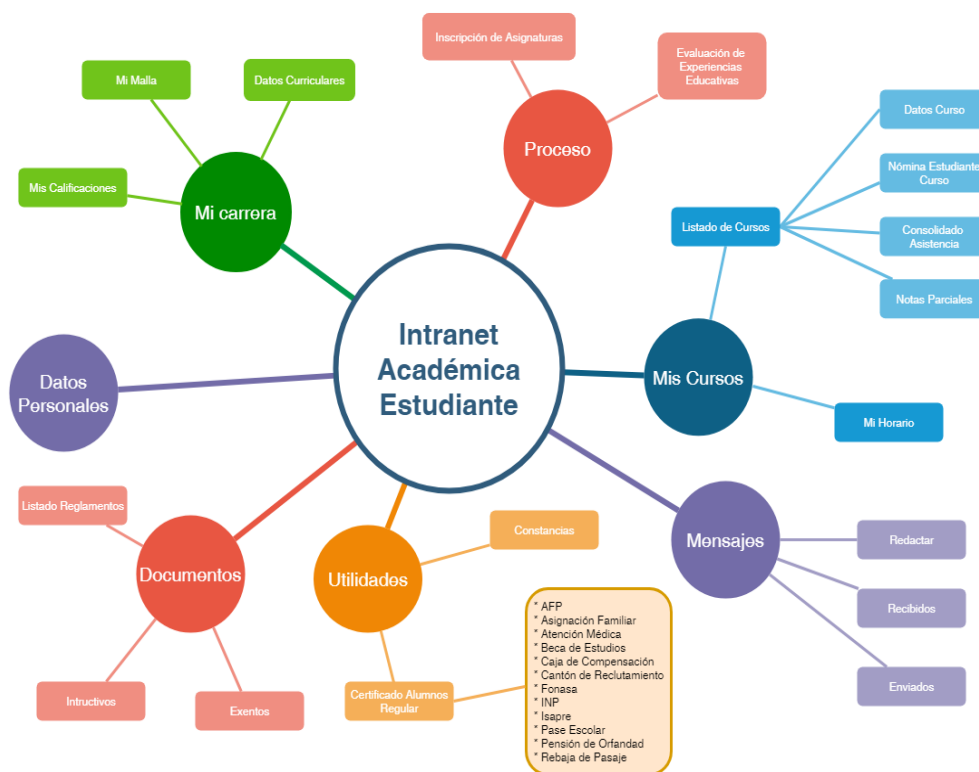 Inscripción de Asignaturas
Evaluación de
Experiencias
Educativas
Proceso
Mi Malla
Datos Curriculares
Mis Calificaciones
Mi carrera
Datos Curso
Nómina Estudiante
Curso
Listado de Cursos
Consolidado
Asistencia
Notas Parciales
Mis Cursos
Mi Horario
Intranet
Académica
Estudiante
Datos
Personales
Listado Reglamentos
Documentos
Intructivos
Exentos
Utilidades
Constancias
Certificado Alumnos
Regular
* AFP
* Asignación Familiar
* Atención Médica
* Beca de Estudios
* Caja de Compensación
* Cantón de Reclutamiento
* Fonasa
* INP
* Isapre
* Pase Escolar
* Pensión de Orfandad
* Rebaja de Pasaje
Mensajes
Redactar
Recibidos
Enviados